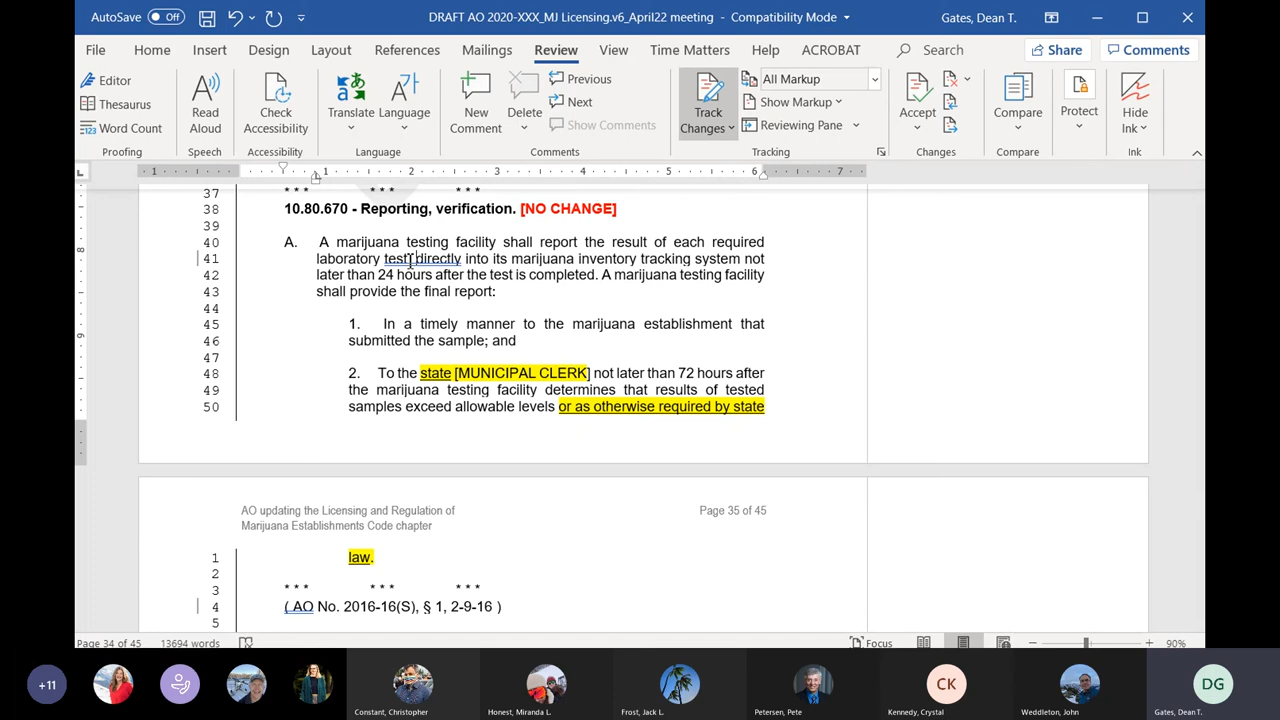 AutoSave Off DRAFT AO 2020-XXX_MJ Licensing.v6_April22 meeting - Compatibility Mode Gates, Dean T.
File Home Insert Design Layout References Mailings Review View Time Matters Help ACROBAT Search Share Comments
Editor
Thesaurus
Word Count
Proofing
Read Aloud
Speech
Check Accessibility
Accessibility
Translate
Language
Language
New Comment
Delete
Previous
Next
Show Comments
Comments
Track Changes
All Markup
Show Markup
Reviewing Pane
Tracking
Accept
Changes
Compare
Compare
Protect
Hide Ink
Ink
1 1 2 3 4 5 6 7
37 * * * * * * * * *
38 10.80.670 - Reporting, verification. [NO CHANGE]
39
40 A. A marijuana testing facility shall report the result of each required
41 laboratory test directly into its marijuana inventory tracking system not
42 later than 24 hours after the test is completed. A marijuana testing facility
43 shall provide the final report:
44
45 1. In a timely manner to the marijuana establishment that
46 submitted the sample; and
47
48 2. To the state [MUNICIPAL CLERK] not later than 72 hours after
49 the marijuana testing facility determines that results of tested
50 samples exceed allowable levels or as otherwise required by state
AO updating the Licensing and Regulation of Page 35 of 45
Marijuana Establishments Code chapter
1 law.
2
3 * * * * * * * * *
4 ( AO No. 2016-16(S), § 1, 2-9-16 )
5
Page 34 of 45 13694 words Focus 90%
+11 CK DG
Constant, Christopher Honest, Miranda L. Frost, Jack L. Petersen, Pete Kennedy, Crystal Weddleton, John Gates, Dean T.